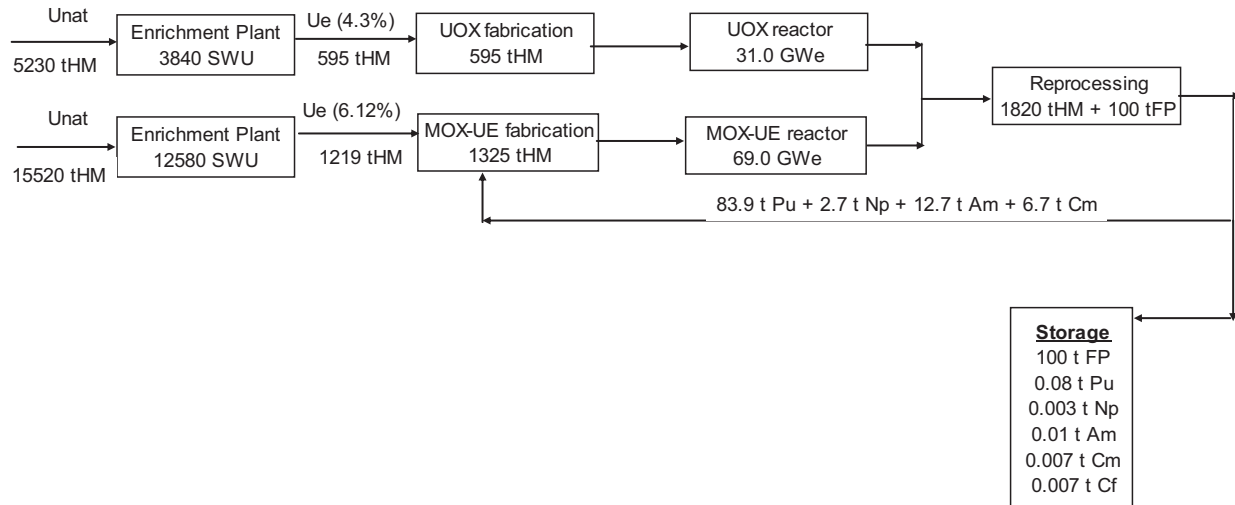 Unat
5230 tHM
Enrichment Plant
3840 SWU
Ue (4.3%)
595 tHM
UOX fabrication
595 tHM
UOX reactor
31.0 GWe
Reprocessing
1820 tHM + 100 tFP
Unat
15520 tHM
Enrichment Plant
12580 SWU
Ue (6.12%)
1219 tHM
MOX-UE fabrication
1325 tHM
MOX-UE reactor
69.0 GWe
83.9 t Pu + 2.7 t Np + 12.7 t Am + 6.7 t Cm
Storage
100 t FP
0.08 t Pu
0.003 t Np
0.01 t Am
0.007 t Cm
0.007 t Cf